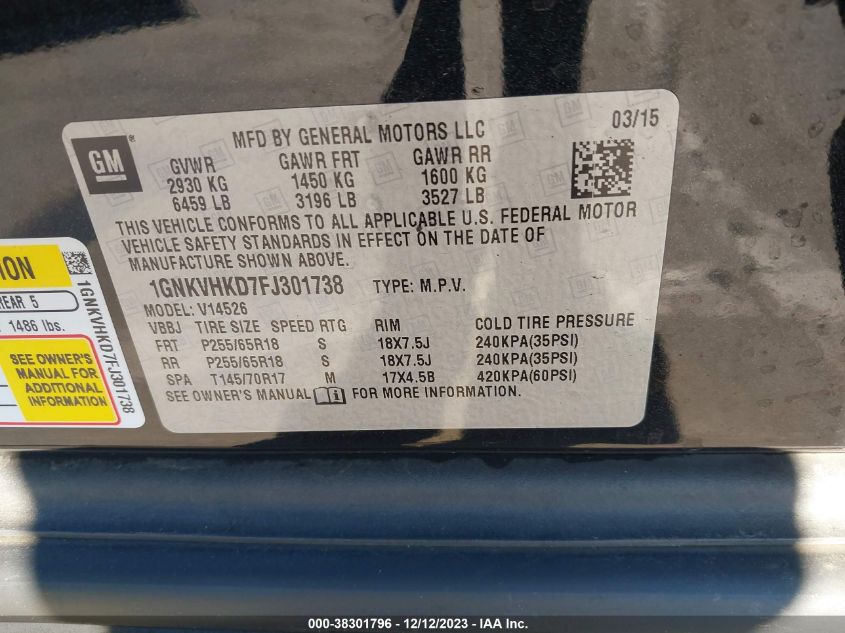 GM
®
MFD BY GENERAL MOTORS LLC
03/15
GVWR GAWR FRT GAWR RR
2930 KG 1450 KG 1600 KG
6459 LB 3196 LB 3527 LB
THIS VEHICLE CONFORMS TO ALL APPLICABLE U.S. FEDERAL MOTOR
VEHICLE SAFETY STANDARDS IN EFFECT ON THE DATE OF
MANUFACTURE SHOWN ABOVE.
1GNKVHKD7FJ301738 TYPE: M.P.V.
MODEL: V14526
VBBJ TIRE SIZE SPEED RTG RIM COLD TIRE PRESSURE
FRT P255/65R18 S 18X7.5J 240KPA(35PSI)
RR P255/65R18 S 18X7.5J 240KPA(35PSI)
SPA T145/70R17 M 17X4.5B 420KPA(60PSI)
SEE OWNER'S MANUAL FOR MORE INFORMATION
REAR 5
1486 lbs.
SEE OWNER'S
MANUAL FOR
ADDITIONAL
INFORMATION
1GNKVHKD7FJ301738
000-38301796 - 12/12/2023 - IAA Inc.